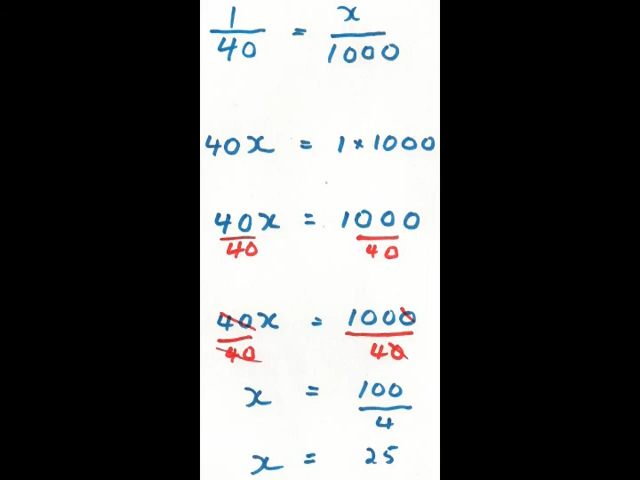 1/40 = x/1000
40x = 1 × 1000
40x/40 = 1000/40
40x/40 = 1000/40
x = 100/4
x = 25